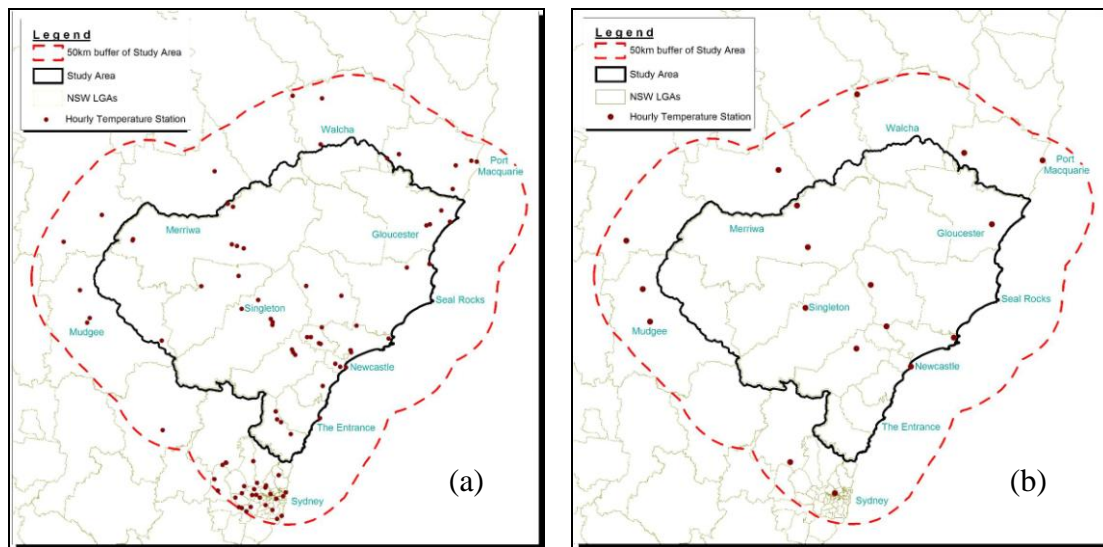 Legend
50km buffer of Study Area
Study Area
NSW LGAs
Hourly Temperature Station
Walcha
Port
Macquarie
Merriwa
Gloucester
Seal Rocks
Singleton
Mudgee
Newcastle
The Entrance
Sydney
(a)
Legend
50km buffer of Study Area
Study Area
NSW LGAs
Hourly Temperature Station
Walcha
Port
Macquarie
Merriwa
Gloucester
Seal Rocks
Singleton
Mudgee
Newcastle
The Entrance
Sydney
(b)